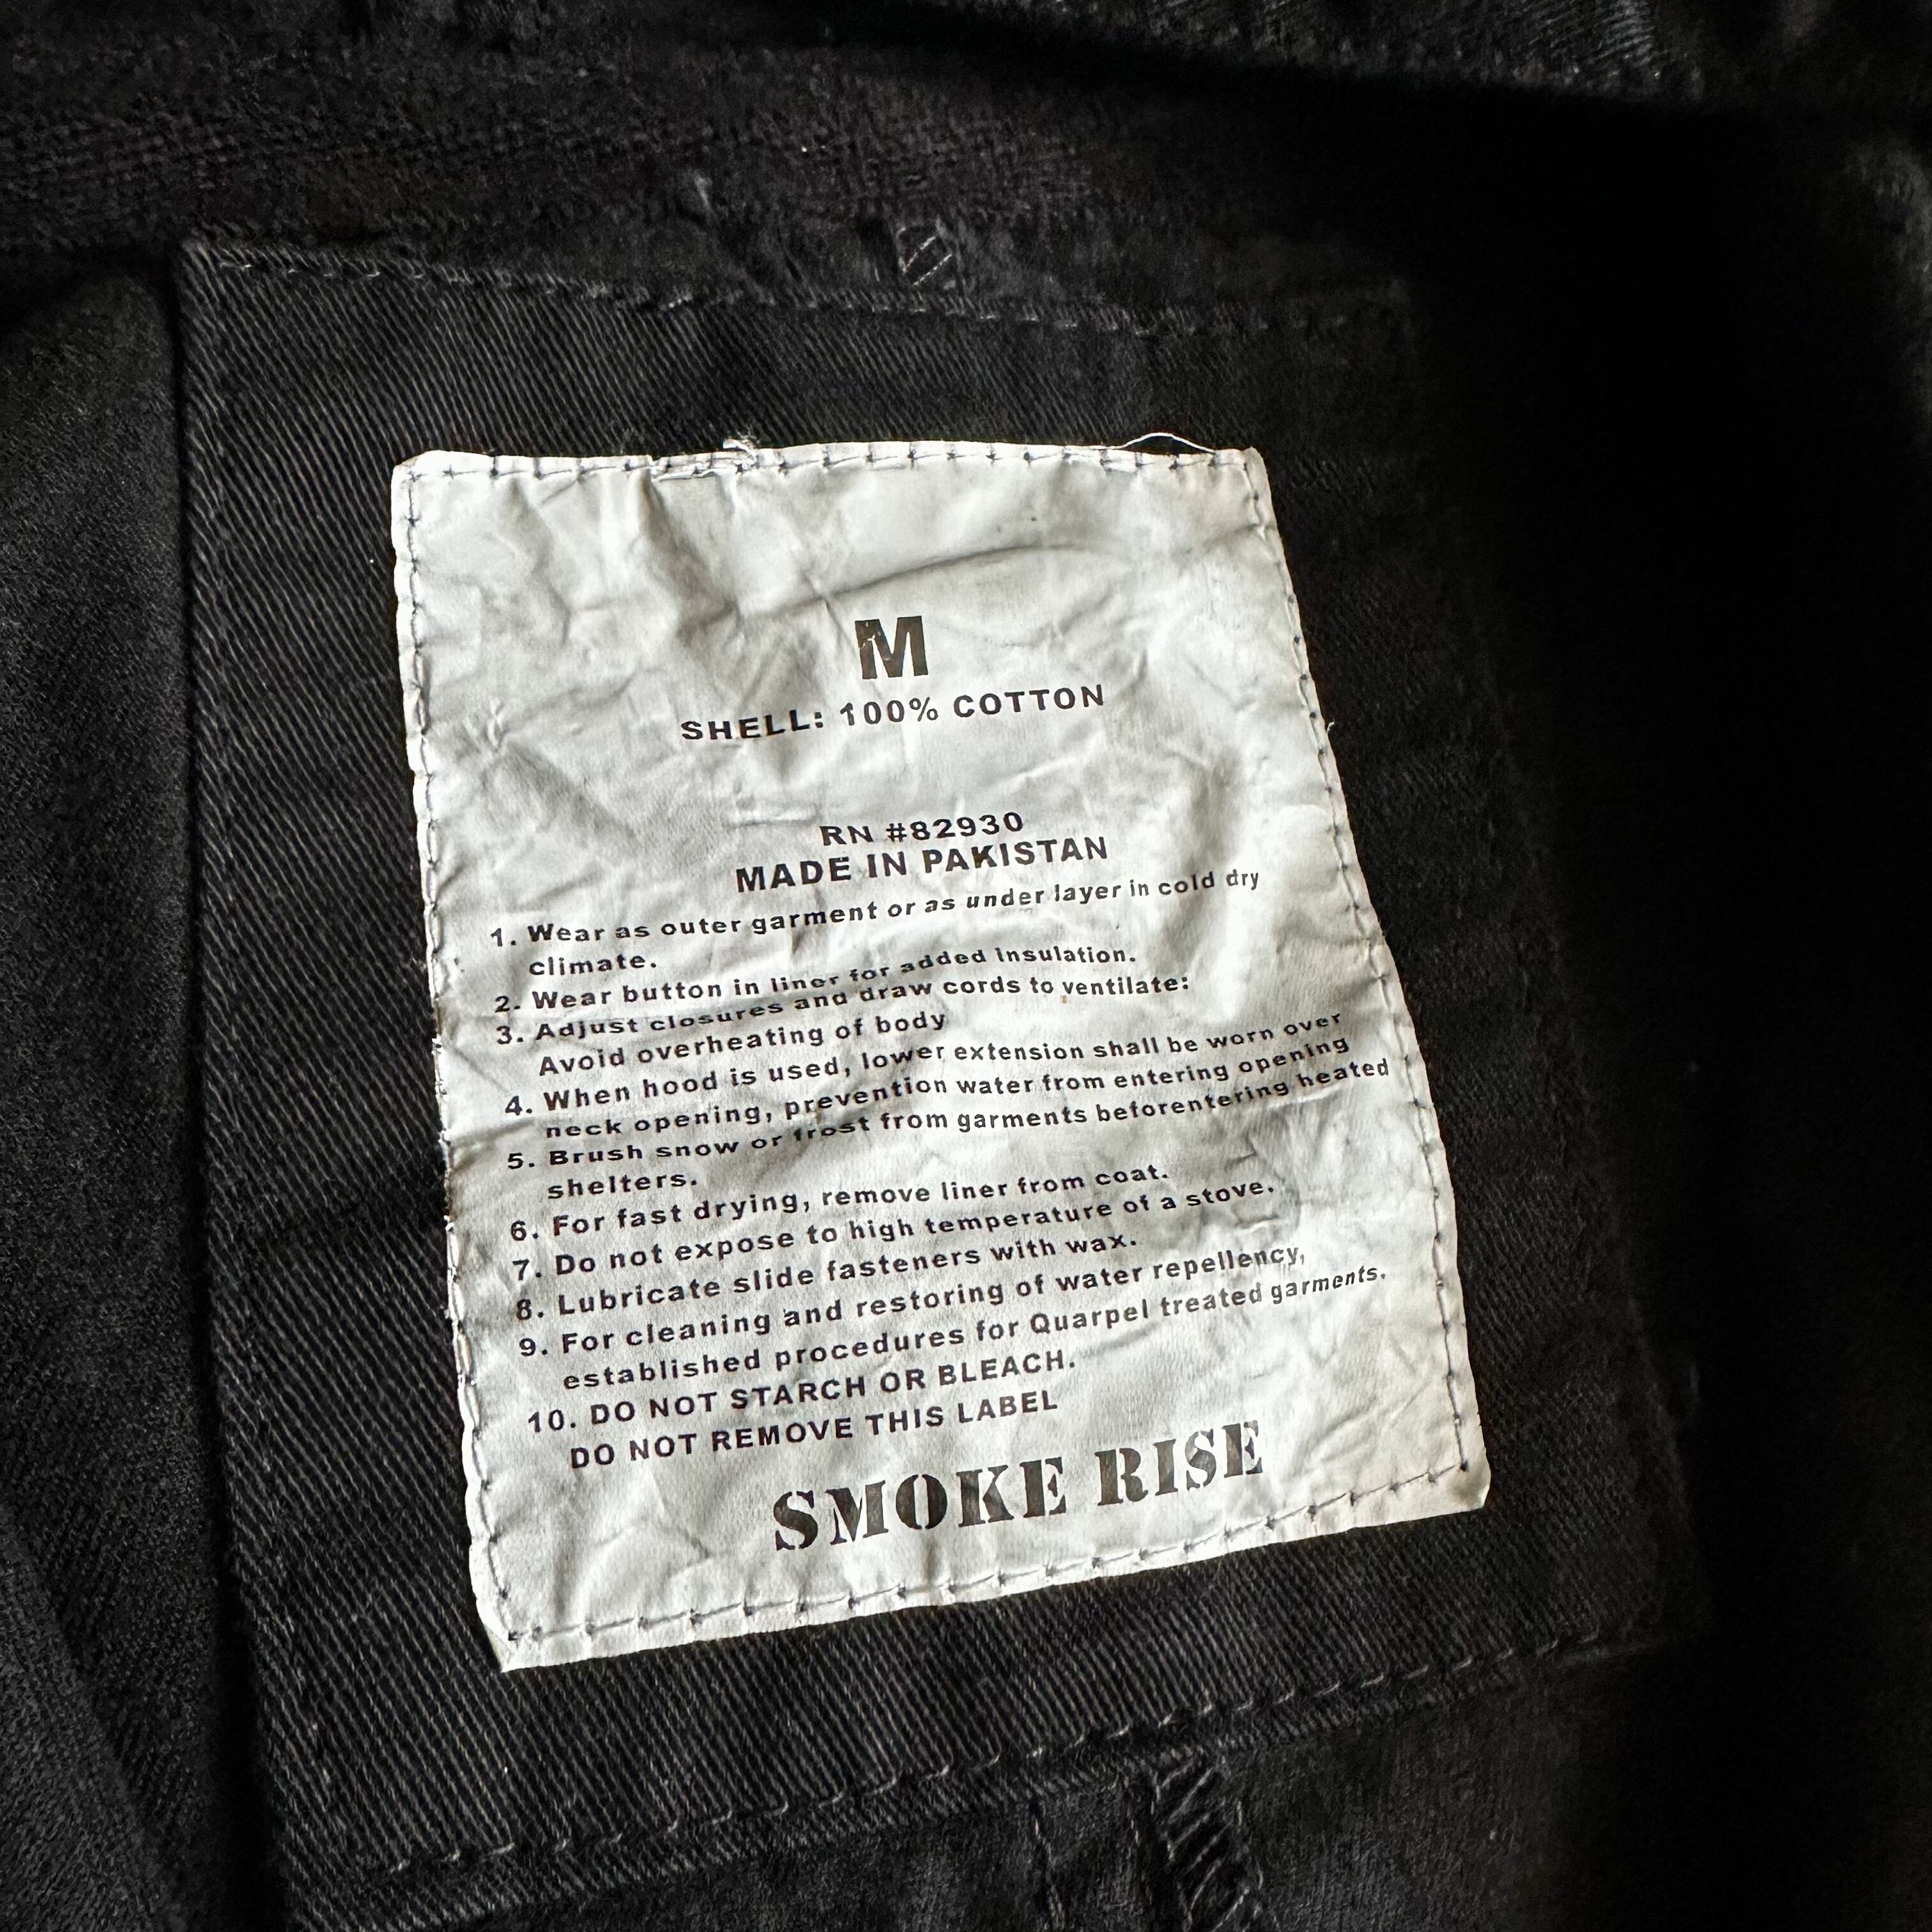 M
SHELL: 100% COTTON
RN #82930
MADE IN PAKISTAN
1. Wear as outer garment or as under layer in cold dry
climate.
2. Wear button in liner for added insulation.
3. Adjust closures and draw cords to ventilate:
Avoid overheating of body
4. When hood is used, lower extension shall be worn over
neck opening, prevention water from entering opening
5. Brush snow or frost from garments beforentering heated
shelters.
6. For fast drying, remove liner from coat.
7. Do not expose to high temperature of a stove.
8. Lubricate slide fasteners with wax.
9. For cleaning and restoring of water repellency,
established procedures for Quarpel treated garments.
10. DO NOT STARCH OR BLEACH.
DO NOT REMOVE THIS LABEL
SMOKE RISE